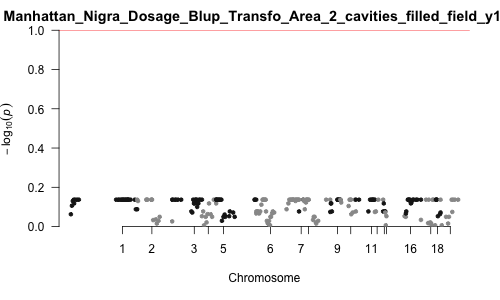 Manhattan_Nigra_Dosage_Blup_Transfo_Area_2_cavities_filled_field_y1
1.0
0.8
0.6
0.4
0.2
0.0
− log10(p)
1 2 3 5 6 7 9 11 16 18
Chromosome